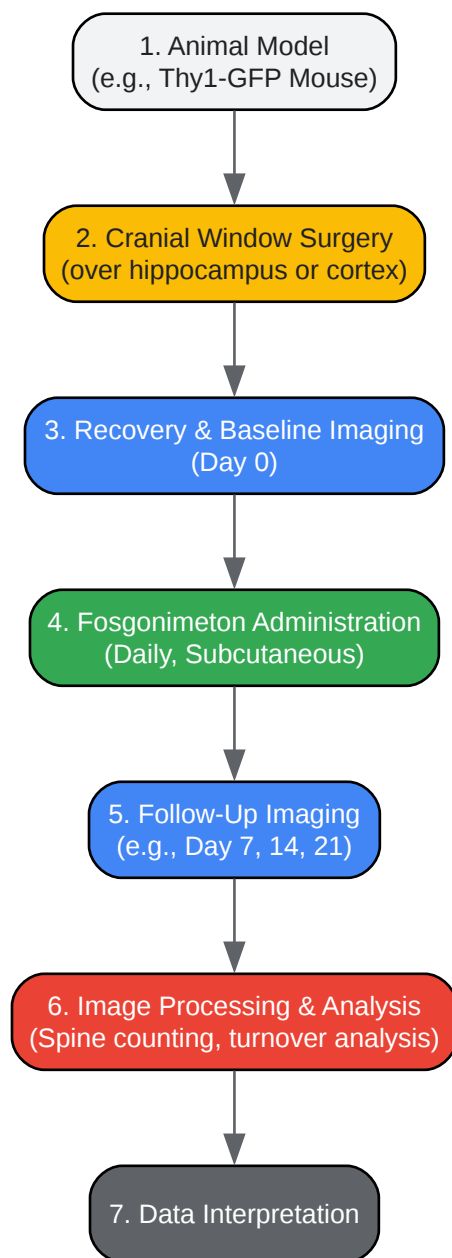 1. Animal Model
(e.g., Thy1-GFP Mouse)
2. Cranial Window Surgery
(over hippocampus or cortex)
3. Recovery & Baseline Imaging
(Day 0)
4. Fosgonimeton Administration
(Daily, Subcutaneous)
5. Follow-Up Imaging
(e.g., Day 7, 14, 21)
6. Image Processing & Analysis
(Spine counting, turnover analysis)
7. Data Interpretation